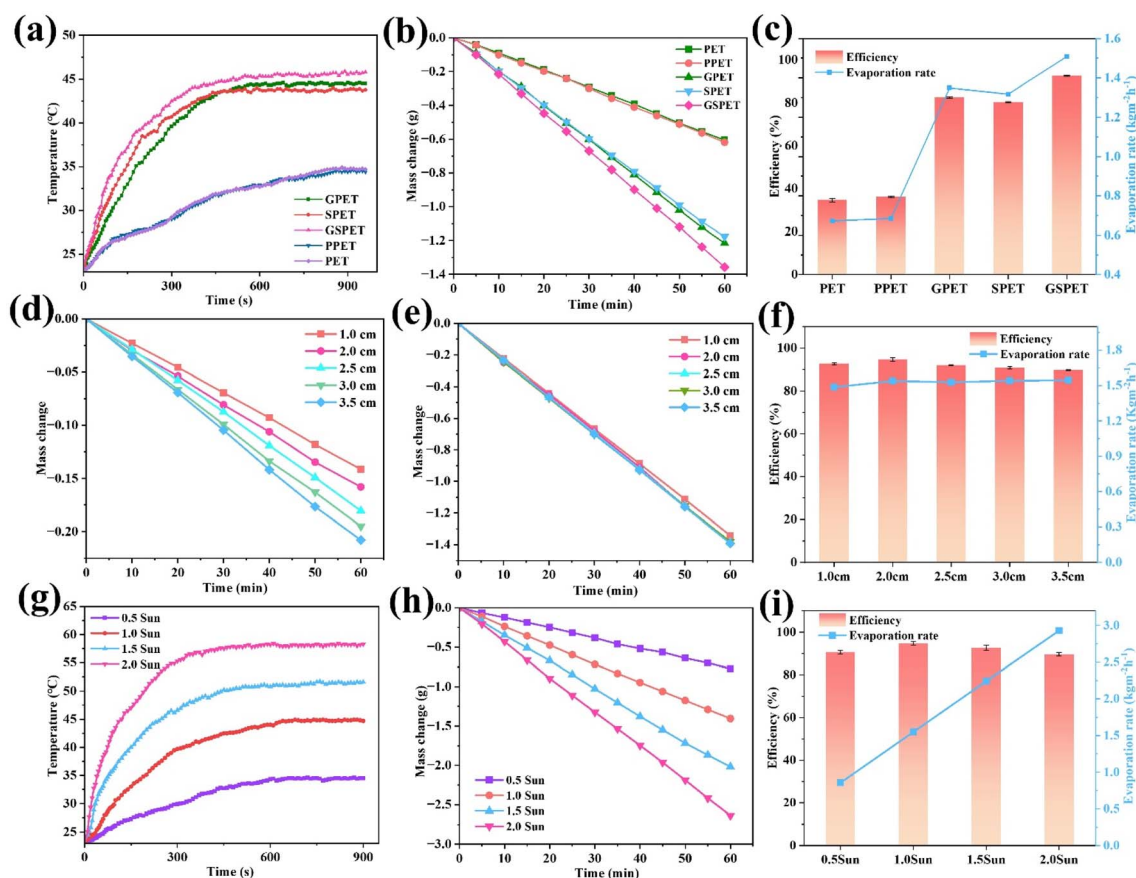 (a)
45
40
35
30
25
Temperature (°C)
GPET
SPET
GSPET
PPET
PET
0 300 600 900
Time (s)
(b)
0.0
-0.2
-0.4
-0.6
-0.8
-1.0
-1.2
-1.4
Mass change (g)
PET
PPET
GPET
SPET
GSPET
0 10 20 30 40 50 60
Time (min)
(c)
100
80
60
40
20
0
Efficiency (%)
Efficiency
Evaporation rate
PET PPET GPET SPET GSPET
1.6
1.4
1.2
1.0
0.8
0.6
0.4
Evaporation rate (kgm-2h-1)
(d)
0.00
-0.05
-0.10
-0.15
-0.20
Mass change
1.0 cm
2.0 cm
2.5 cm
3.0 cm
3.5 cm
0 10 20 30 40 50 60
Time (min)
(e)
0.0
-0.2
-0.4
-0.6
-0.8
-1.0
-1.2
-1.4
Mass change
1.0 cm
2.0 cm
2.5 cm
3.0 cm
3.5 cm
0 10 20 30 40 50 60
Time (min)
(f)
100
80
60
40
20
0
Efficiency (%)
Efficiency
Evaporation rate
1.0cm 2.0cm 2.5cm 3.0cm 3.5cm
1.8
1.5
1.2
0.9
0.6
0.3
0.0
Evaporation rate (Kgm-2h-1)
(g)
65
60
55
50
45
40
35
30
25
Temperature (°C)
0.5 Sun
1.0 Sun
1.5 Sun
2.0 Sun
0 300 600 900
Time (s)
(h)
0.0
-0.5
-1.0
-1.5
-2.0
-2.5
-3.0
Mass change (g)
0.5 Sun
1.0 Sun
1.5 Sun
2.0 Sun
0 10 20 30 40 50 60
Time (min)
(i)
100
80
60
40
20
0
Efficiency (%)
Efficiency
Evaporation rate
0.5Sun 1.0Sun 1.5Sun 2.0Sun
3.0
2.5
2.0
1.5
1.0
0.5
0.0
Evaporation rate (kgm-2h-1)